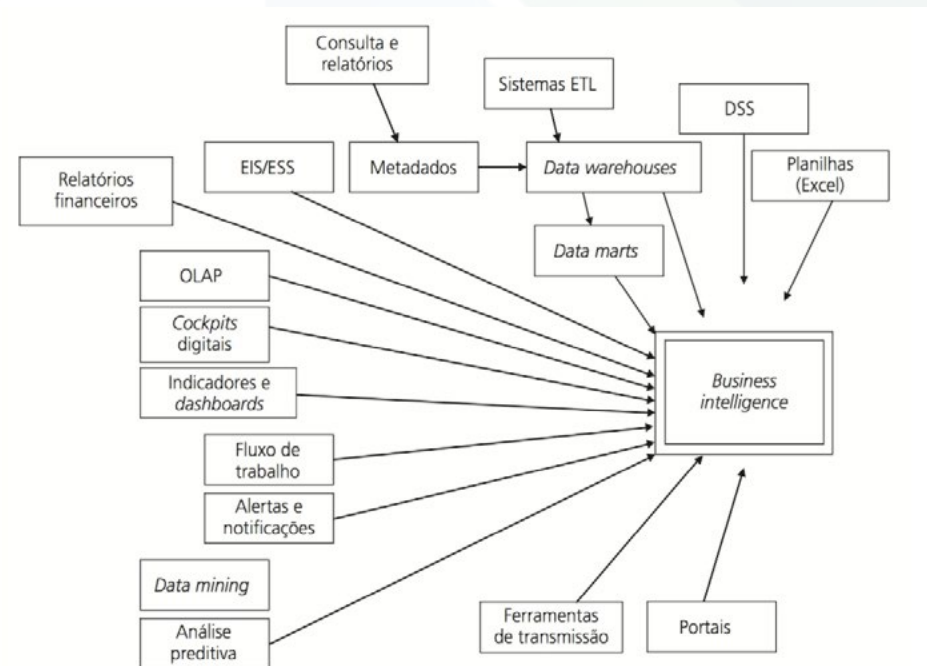 Consulta e
relatórios
Sistemas ETL
DSS
EIS/ESS
Metadados
Data warehouses
Planilhas
(Excel)
Relatórios
financeiros
Data marts
OLAP
Cockpits
digitais
Indicadores e
dashboards
Business
intelligence
Fluxo de
trabalho
Alertas e
notificações
Data mining
Análise
preditiva
Ferramentas
de transmissão
Portais